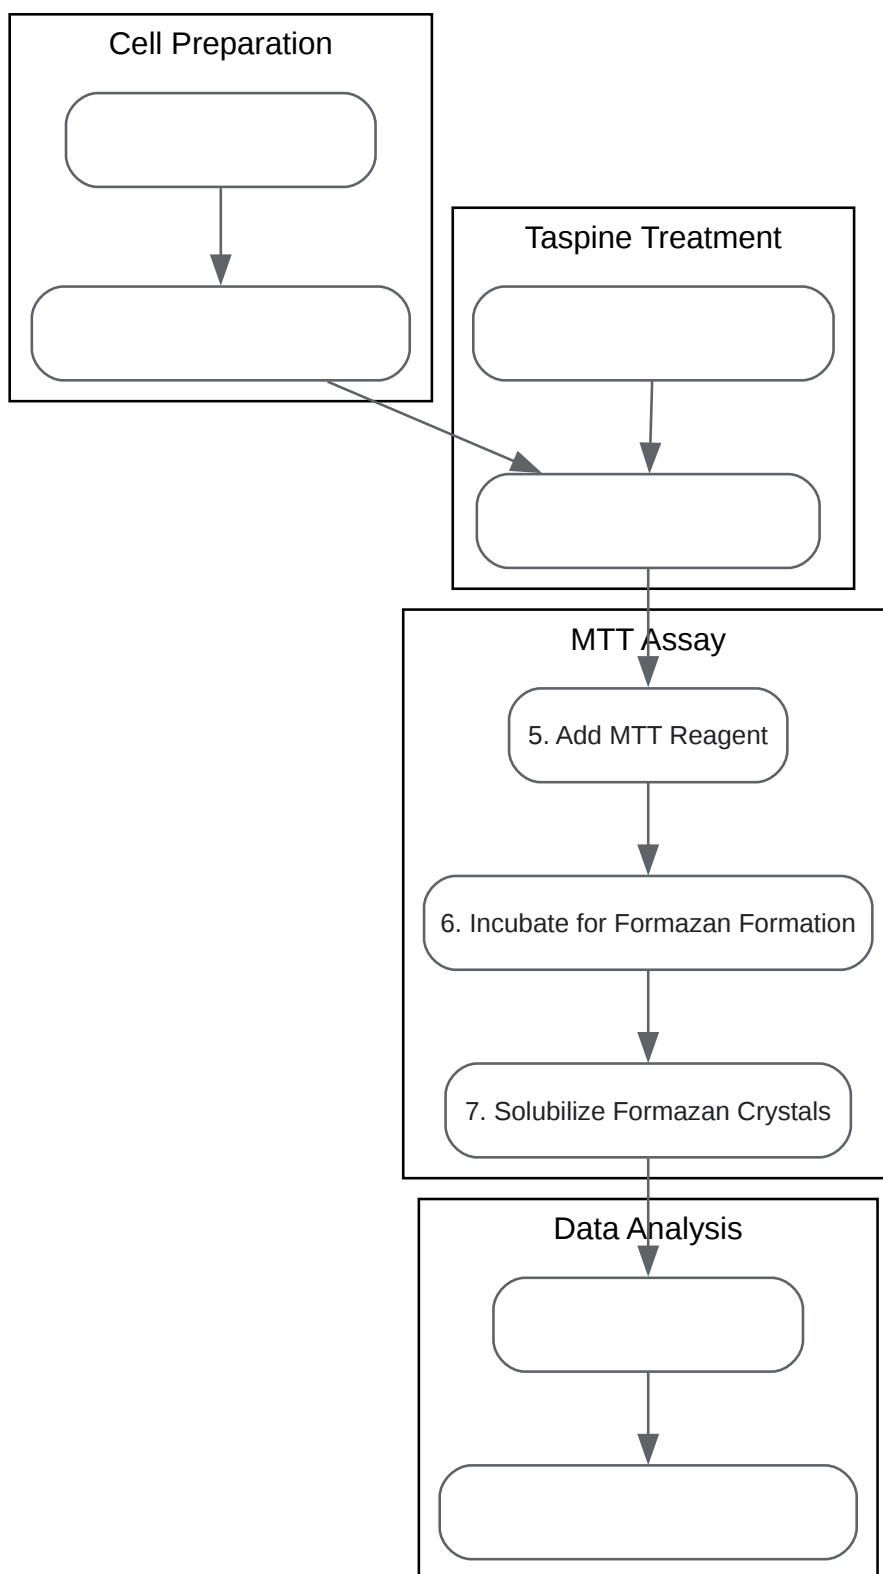 Cell Preparation
Taspine Treatment
MTT Assay
5. Add MTT Reagent
6. Incubate for Formazan Formation
7. Solubilize Formazan Crystals
Data Analysis